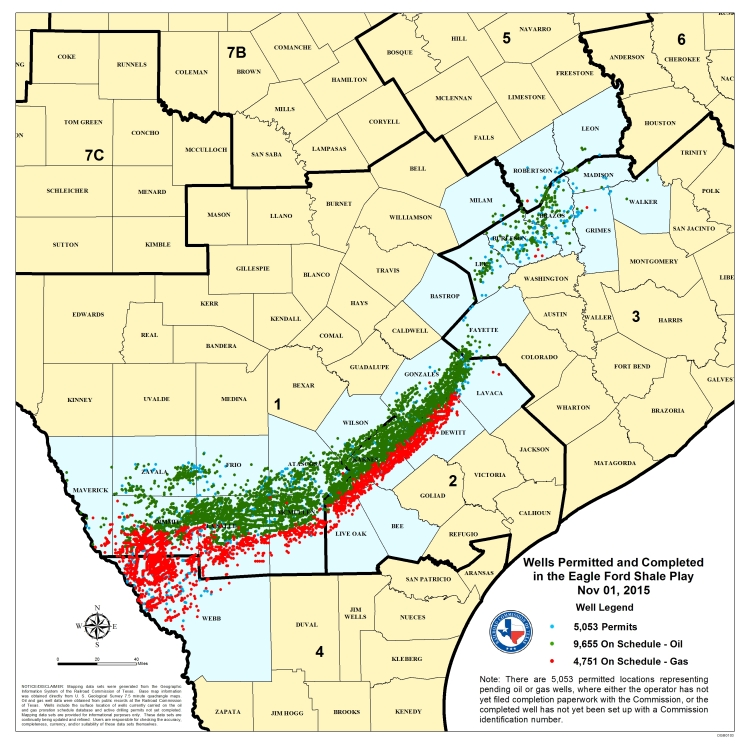 COKE
RUNNELS
COLEMAN
7B
BROWN
COMANCHE
HAMILTON
BOSQUE
HILL
5
NAVARRO
FREESTONE
ANDERSON
6
CHEROKEE
MILLS
MCLENNAN
LIMESTONE
TOM GREEN
CONCHO
MCCULLOCH
SAN SABA
LAMPASAS
CORYELL
FALLS
LEON
HOUSTON
TRINITY
7C
BELL
ROBERTSON
MADISON
POLK
SCHLEICHER
MENARD
MASON
LLANO
BURNET
WILLIAMSON
MILAM
BRAZOS
WALKER
SUTTON
KIMBLE
GRIMES
SAN JACINTO
GILLESPIE
BLANCO
TRAVIS
LEE
WASHINGTON
MONTGOMERY
BASTROP
EDWARDS
KERR
HAYS
KENDALL
COMAL
CALDWELL
FAYETTE
AUSTIN
WALLER
3
HARRIS
REAL
BANDERA
GUADALUPE
GONZALES
COLORADO
FORT BEND
KINNEY
UVALDE
MEDINA
BEXAR
1
LAVACA
WHARTON
BRAZORIA
WILSON
DEWITT
JACKSON
MATAGORDA
MAVERICK
ZAVALA
FRIO
VICTORIA
2
GOLIAD
CALHOUN
LIVE OAK
BEE
REFUGIO
ARANSAS
SAN PATRICIO
WEBB
DUVAL
JIM
WELLS
NUECES
4
KLEBERG
ZAPATA
JIM HOGG
BROOKS
KENEDY
N
W
E
S
0
20
40
Miles
Wells Permitted and Completed
in the Eagle Ford Shale Play
Nov 01, 2015
Well Legend
5,053 Permits
9,655 On Schedule - Oil
4,751 On Schedule - Gas
Note: There are 5,053 permitted locations representing
pending oil or gas wells, where either the operator has not
yet filed completion paperwork with the Commission, or the
completed well has not yet been set up with a Commission
identification number.